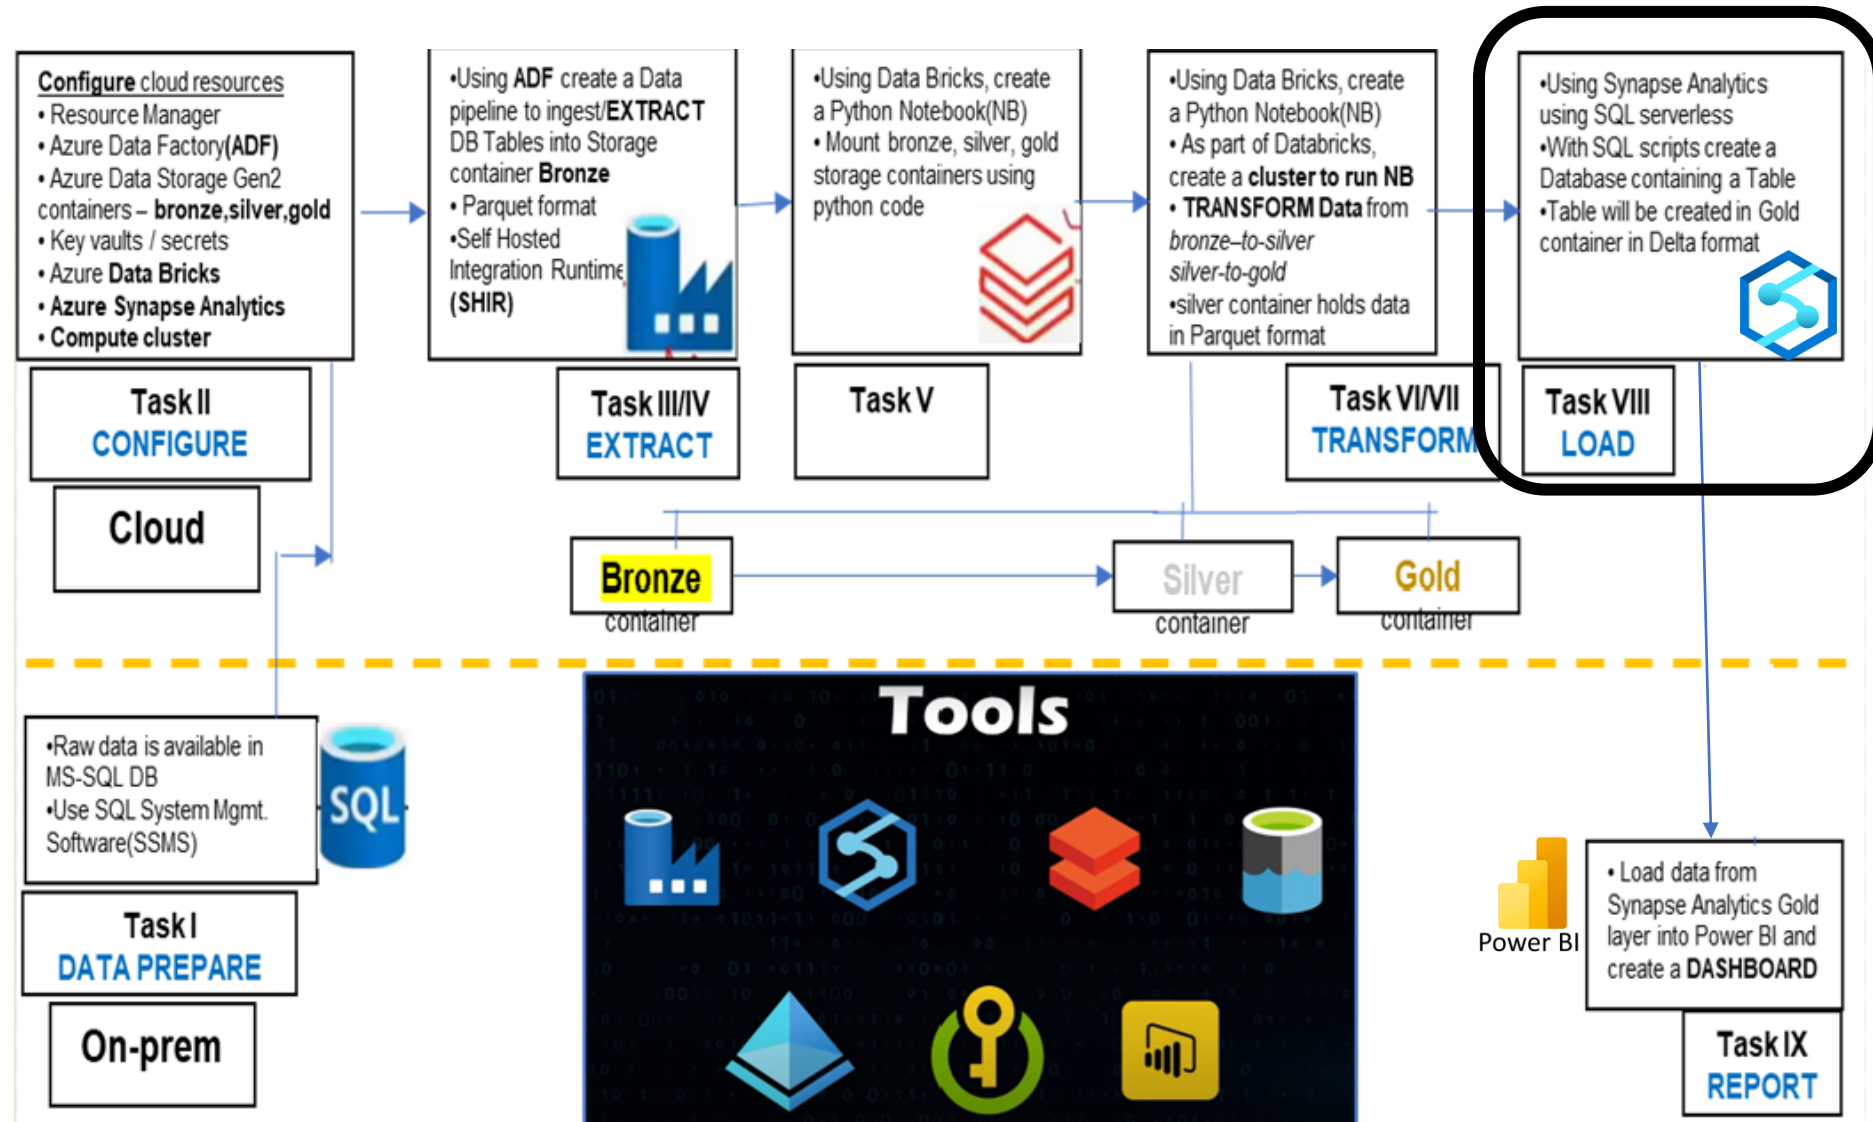 Configure cloud resources
• Resource Manager
• Azure Data Factory(ADF)
• Azure Data Storage Gen2
containers – bronze,silver,gold
• Key vaults / secrets
• Azure Data Bricks
• Azure Synapse Analytics
• Compute cluster
Task II
CONFIGURE
Cloud
•Using ADF create a Data
pipeline to ingest/EXTRACT
DB Tables into Storage
container Bronze
• Parquet format
•Self Hosted
Integration Runtime
(SHIR)
Task III/IV
EXTRACT
•Using Data Bricks, create
a Python Notebook(NB)
• Mount bronze, silver, gold
storage containers using
python code
Task V
•Using Data Bricks, create
a Python Notebook(NB)
• As part of Databricks,
create a cluster to run NB
• TRANSFORM Data from
bronze–to-silver
silver-to-gold
•silver container holds data
in Parquet format
Task VI/VII
TRANSFORM
•Using Synapse Analytics
using SQL serverless
•With SQL scripts create a
Database containing a Table
•Table will be created in Gold
container in Delta format
Task VIII
LOAD
Bronze
container
Silver
container
Gold
container
•Raw data is available in
MS-SQL DB
•Use SQL System Mgmt.
Software(SSMS)
SQL
Task I
DATA PREPARE
On-prem
Tools
Power BI
• Load data from
Synapse Analytics Gold
layer into Power BI and
create a DASHBOARD
Task IX
REPORT